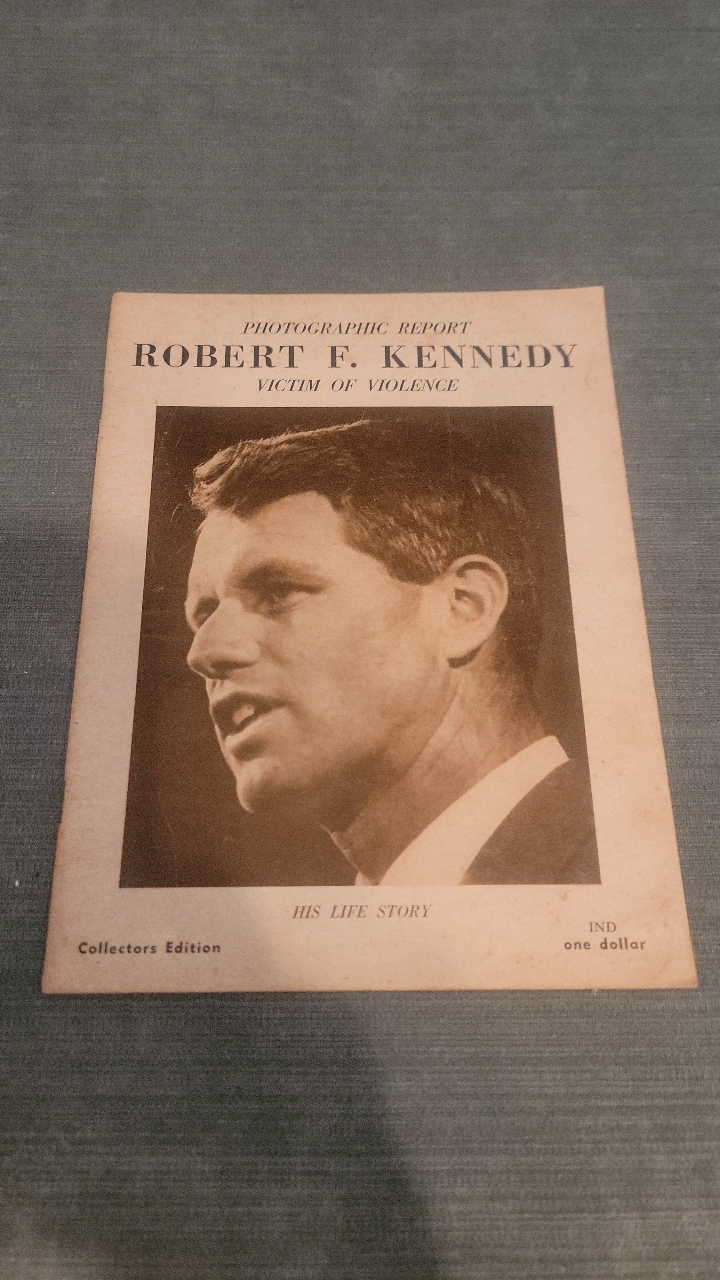 PHOTOGRAPHIC REPORT
ROBERT F. KENNEDY
VICTIM OF VIOLENCE
HIS LIFE STORY
Collectors Edition
IND
one dollar